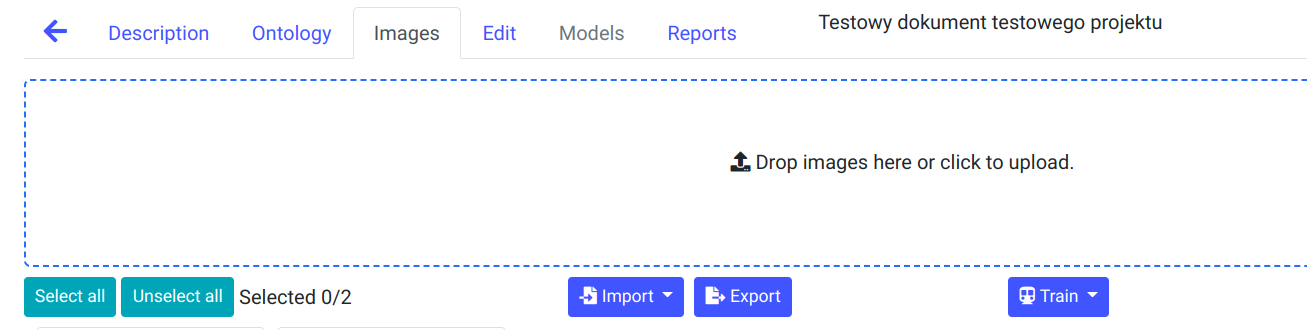 Description Ontology Images Edit Models Reports Testowy dokument testowego projektu
Drop images here or click to upload.
Select all Unselect all Selected 0/2 Import Export Train